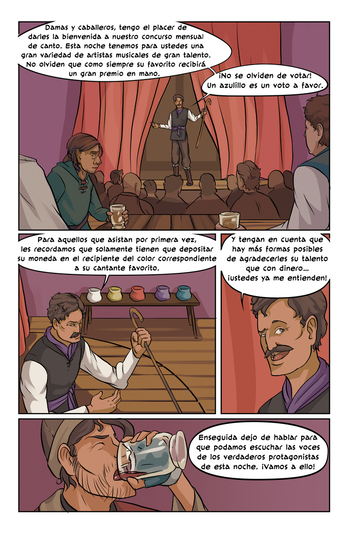 Damas y caballeros, tengo el placer de
darles la bienvenida a nuestro concurso mensual
de canto. Esta noche tenemos para ustedes una
gran variedad de artistas musicales de gran talento.
No olviden que como siempre su favorito recibirá
un gran premio en mano.
¡No se olviden de votar!
Un azulillo es un voto a favor.
Para aquellos que asistan por primera vez,
les recordamos que solamente tienen que depositar
su moneda en el recipiente del color correspondiente
a su cantante favorito.
Y tengan en cuenta que
hay más formas posibles
de agradecerles su talento
que con dinero...
¡ustedes ya me entienden!
Enseguida dejo de hablar para
que podamos escuchar las voces
de los verdaderos protagonistas
de esta noche. ¡Vamos a ello!